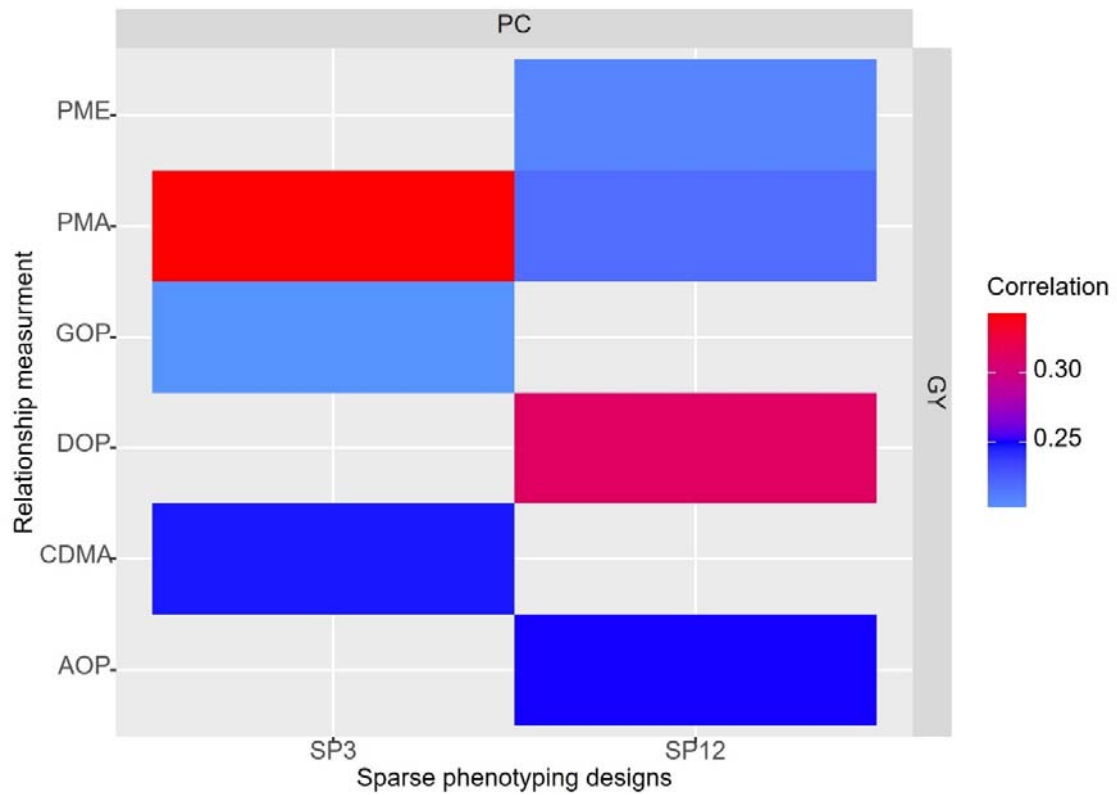 PC
PME
PMA
GOP
DOP
CDMA
AOP
Relationship measurment
SP3
SP12
Sparse phenotyping designs
GY
Correlation
0.30
0.25